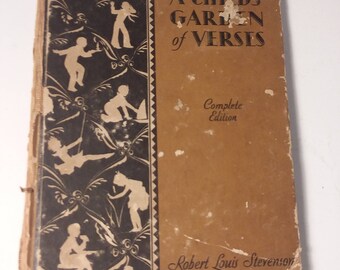 A CHILD'S
GARDEN
of VERSES
Complete
Edition
Robert Louis Stevenson